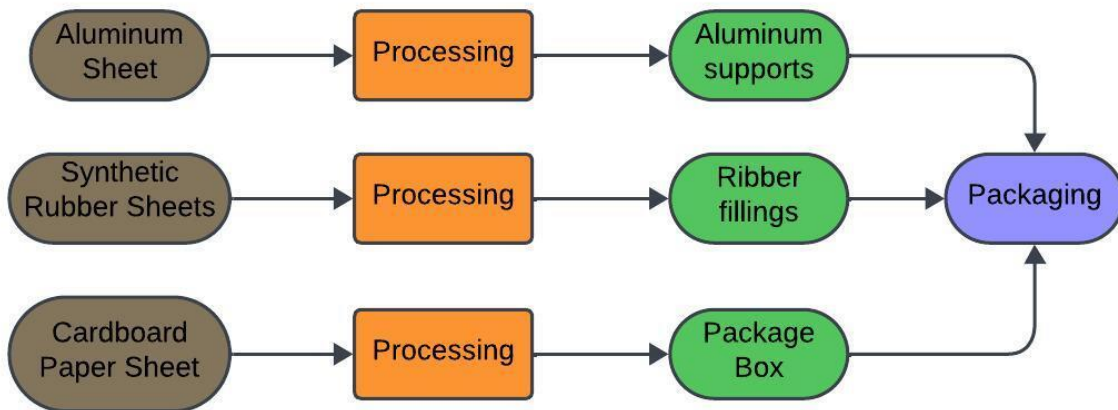 Aluminum
Sheet
Processing
Aluminum
supports
Synthetic
Rubber Sheets
Processing
Ribber
fillings
Packaging
Cardboard
Paper Sheet
Processing
Package
Box